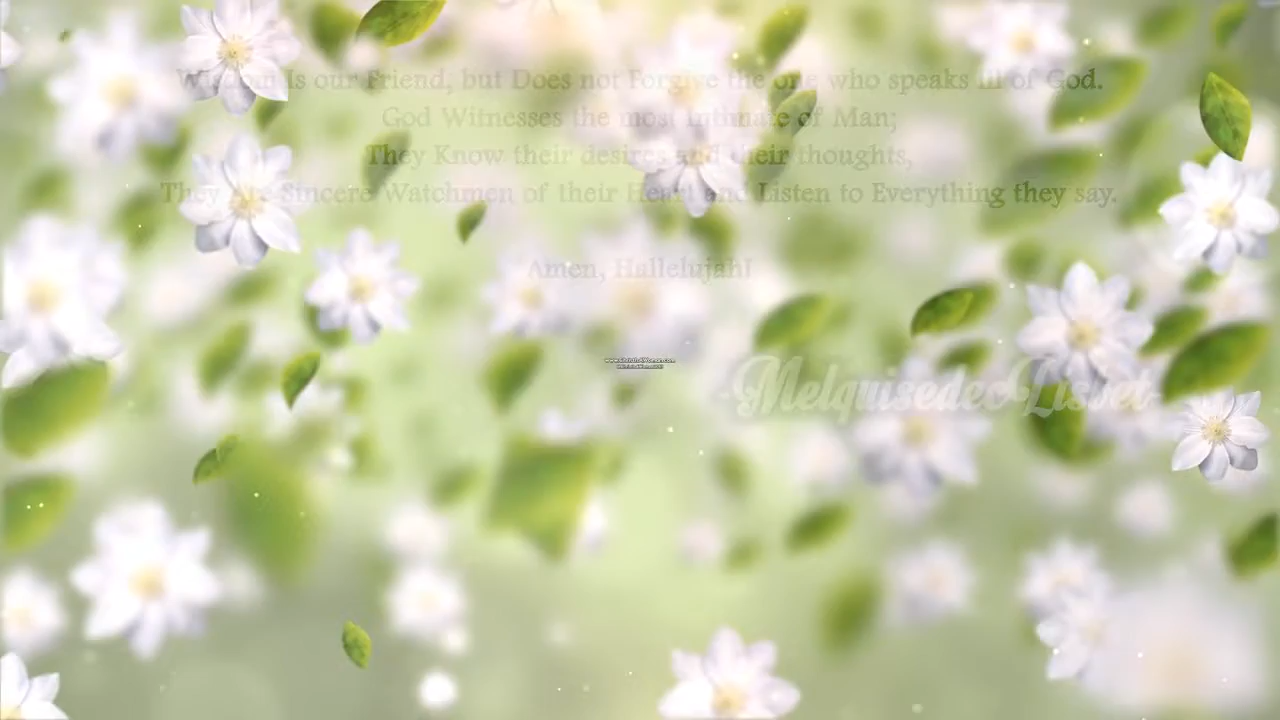 Wisdom Is our Friend, but Does not Forgive the one who speaks Ill of God.
God Witnesses the most intimate of Man;
They Know their desires and their thoughts,
They are Sincere Watchmen of their Heart and Listen to Everything they say.
Amen, Hallelujah!
MelquisedecLisbet